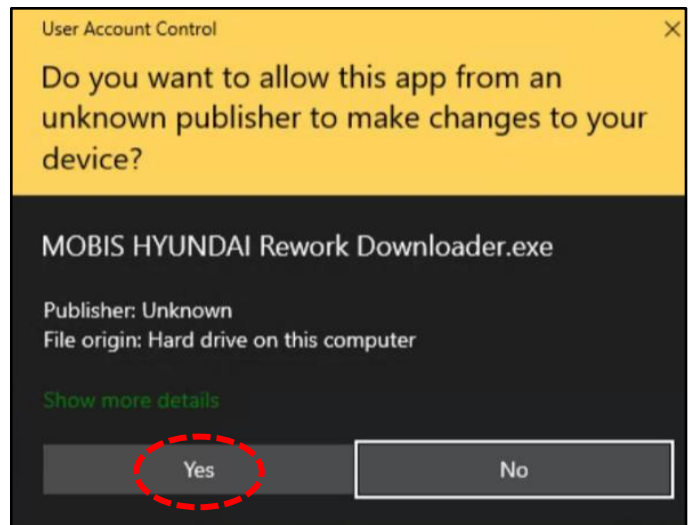 User Account Control
Do you want to allow this app from an
unknown publisher to make changes to your
device?
MOBIS HYUNDAI Rework Downloader.exe
Publisher: Unknown
File origin: Hard drive on this computer
Show more details
Yes
No